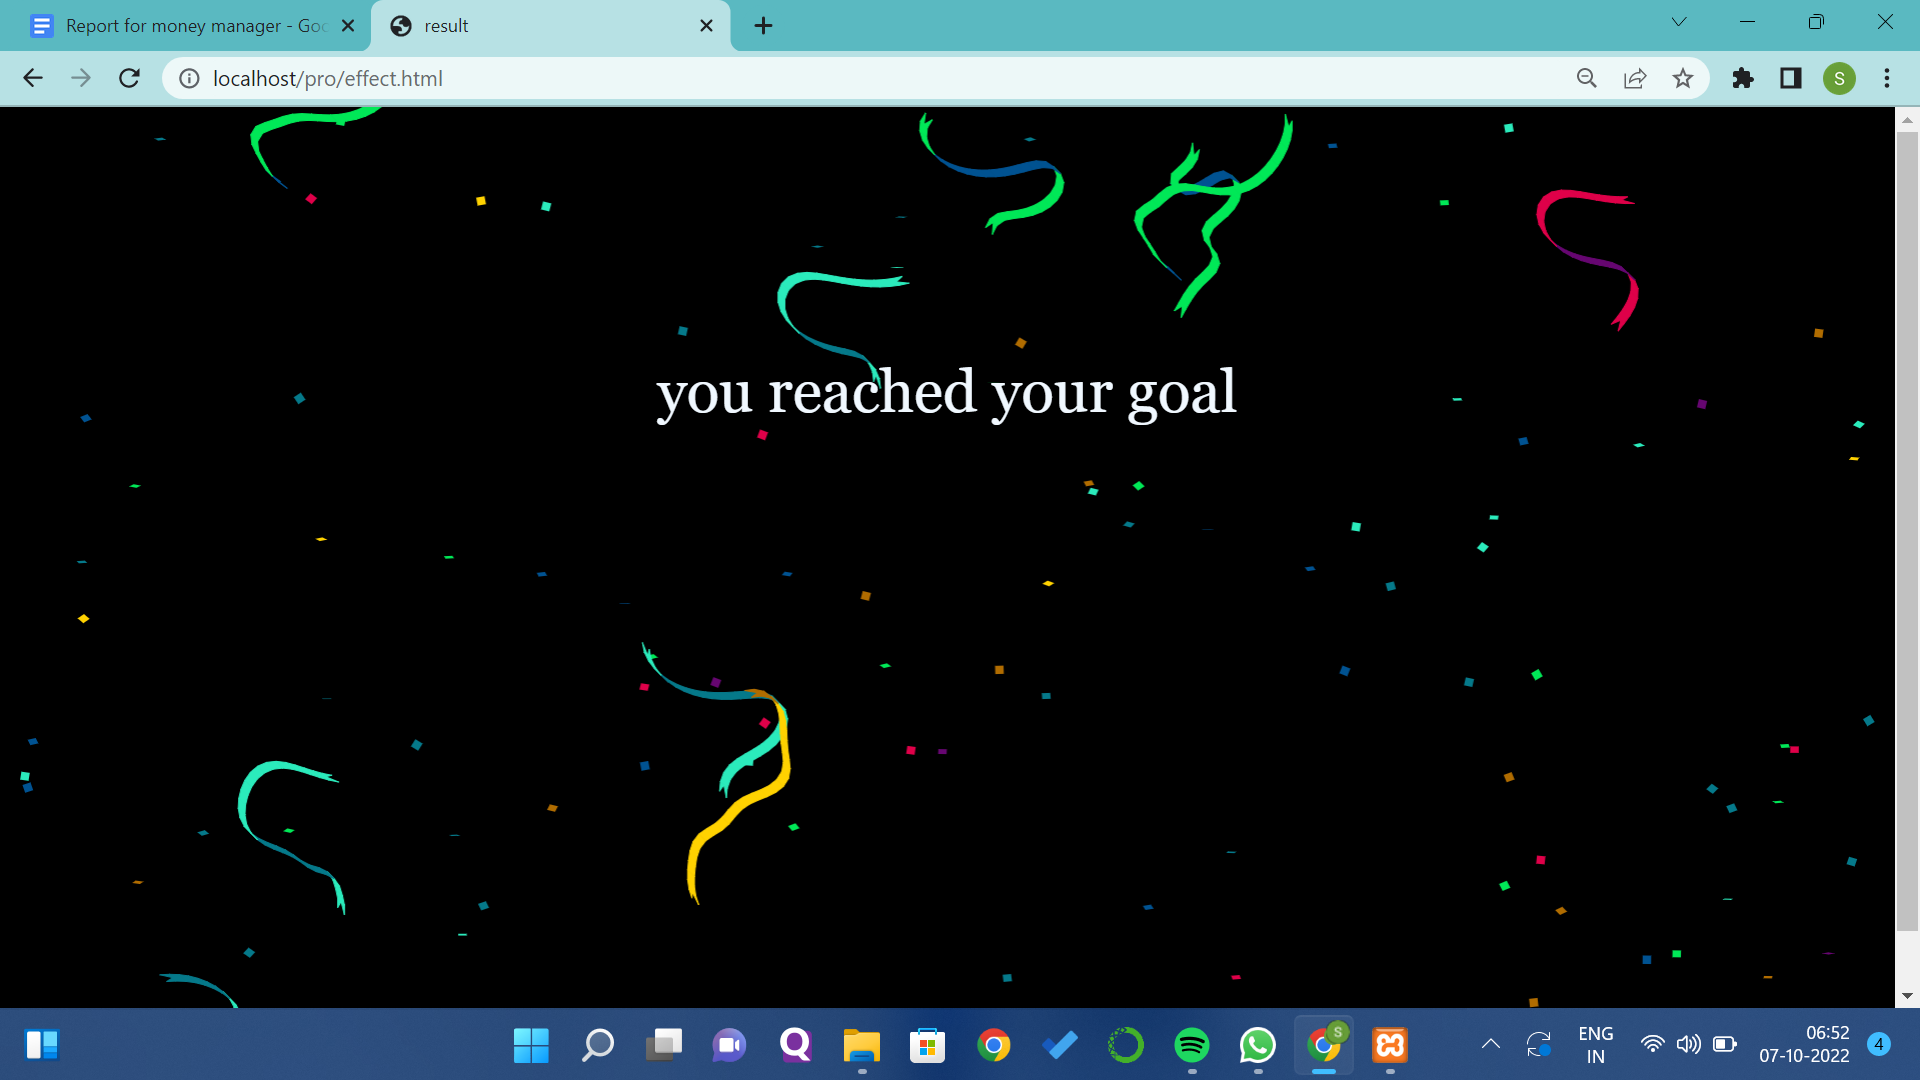 Report for money manager - Goo
result
localhost/pro/effect.html
S
you reached your goal
S
ENG
IN
06:52
07-10-2022
4